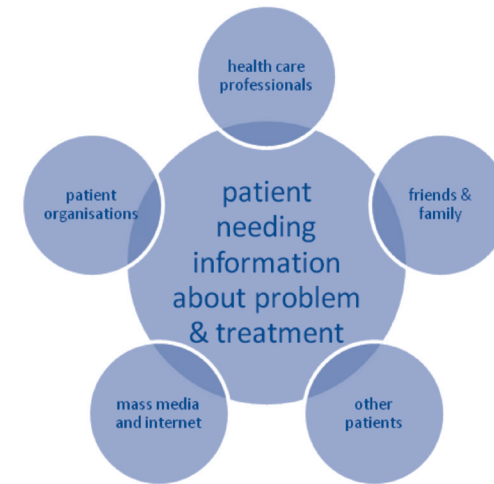 health care
professionals
patient
organisations
patient
needing
information
about problem
& treatment
friends &
family
mass media
and internet
other
patients